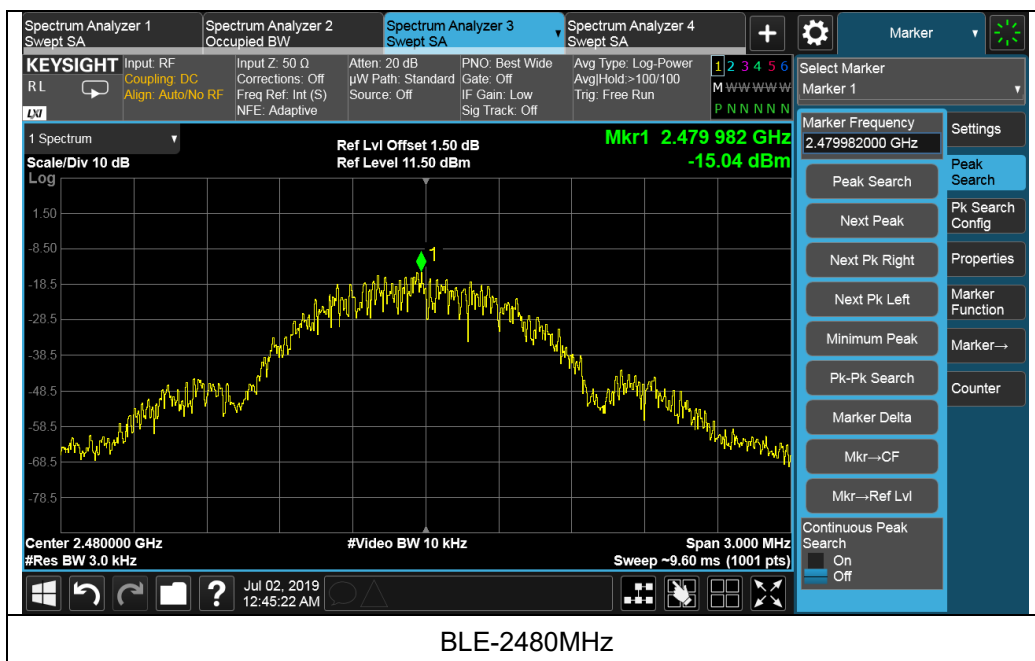 Spectrum Analyzer 1
Swept SA
Spectrum Analyzer 2
Occupied BW
Spectrum Analyzer 3
Swept SA
Spectrum Analyzer 4
Swept SA
+
Marker
KEYSIGHT
RL
LXI
Input: RF
Coupling: DC
Align: Auto/No RF
Input Z: 50 Ω
Corrections: Off
Freq Ref: Int (S)
NFE: Adaptive
Atten: 20 dB
µW Path: Standard
Source: Off
PNO: Best Wide
Gate: Off
IF Gain: Low
Sig Track: Off
Avg Type: Log-Power
Avg|Hold:>100/100
Trig: Free Run
1 2 3 4 5 6
M W W W W W
P N N N N N
Select Marker
Marker 1
1 Spectrum
Scale/Div 10 dB
Log
Ref Lvl Offset 1.50 dB
Ref Level 11.50 dBm
Mkr1 2.479 982 GHz
-15.04 dBm
1.50
-8.50
-18.5
-28.5
-38.5
-48.5
-58.5
-68.5
-78.5
1
Center 2.480000 GHz
#Res BW 3.0 kHz
#Video BW 10 kHz
Span 3.000 MHz
Sweep ~9.60 ms (1001 pts)
Marker Frequency
2.479982000 GHz
Peak Search
Next Peak
Next Pk Right
Next Pk Left
Minimum Peak
Pk-Pk Search
Marker Delta
Mkr→CF
Mkr→Ref Lvl
Continuous Peak
Search
On
Off
Settings
Peak
Search
Pk Search
Config
Properties
Marker
Function
Marker→
Counter
?
Jul 02, 2019
12:45:22 AM
BLE-2480MHz